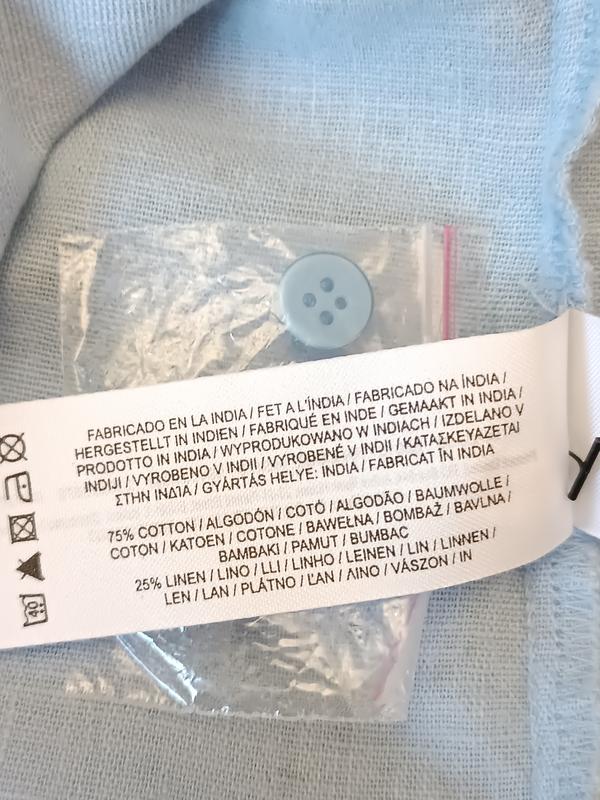 FABRICADO EN LA INDIA / FET A L'ÍNDIA / FABRICADO NA ÍNDIA /
HERGESTELLT IN INDIEN / FABRIQUÉ EN INDE / GEMAAKT IN INDIA /
PRODOTTO IN INDIA / WYPRODUKOWANO W INDIACH / IZDELANO V
INDIJI / VYROBENO V INDII / VYROBENÉ V INDII / ΚΑΤΑΣΚΕΥΑΖΕΤΑΙ
ΣΤΗΝ ΙΝΔΙΑ / GYÁRTÁS HELYE: INDIA / FABRICAT ÎN INDIA
75% COTTON / ALGODÓN / COTÓ / ALGODÃO / BAUMWOLLE /
COTON / KATOEN / COTONE / BAWEŁNA / BOMBAŽ / BAVLNA /
ΒΑΜΒΑΚΙ / PAMUT / BUMBAC
25% LINEN / LINO / LLI / LINHO / LEINEN / LIN / LINNEN /
LEN / LAN / PLÁTNO / ĽAN / ΛΙΝΟ / VÁSZON / IN
40